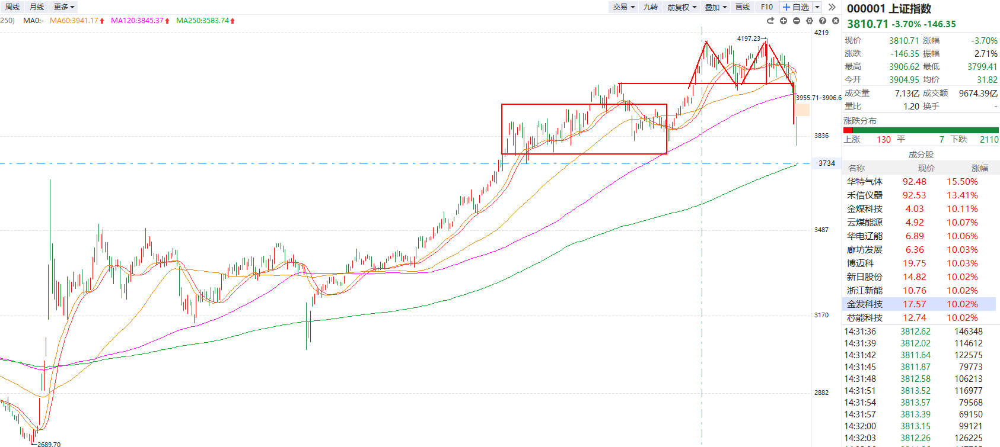 周线 月线 更多 交易 九转 前复权 叠加 画线 F10 自选
250) MA0:- MA60:3941.17 MA120:3845.37 MA250:3583.74
4219
4197.23→
3955.71-3906.6
3836
3734
3487
3170
2882
←2689.70
000001 上证指数
3810.71 -3.70% -146.35
现价 3810.71 涨幅 -3.70%
涨跌 -146.35 振幅 2.71%
最高 3906.62 最低 3799.41
今开 3904.95 均价 31.82
成交量 7.13亿 成交额 9674.39亿
量比 1.20 换手 -
涨跌分布
上涨 130 平 7 下跌 2110
成分股
名称 现价 涨幅
华特气体 92.48 15.50%
禾信仪器 92.53 13.41%
金煤科技 4.03 10.11%
云煤能源 4.92 10.07%
华电辽能 6.89 10.06%
廊坊发展 6.36 10.03%
博迈科 19.75 10.03%
新日股份 14.82 10.02%
浙江新能 10.76 10.02%
金发科技 17.57 10.02%
芯能科技 12.74 10.02%
14:31:36 3812.62 146348
14:31:39 3812.02 114612
14:31:42 3811.64 122575
14:31:45 3811.87 79773
14:31:48 3812.58 106213
14:31:51 3813.52 116977
14:31:54 3813.57 79568
14:31:57 3813.39 69150
14:32:00 3813.15 99121
14:32:03 3812.26 126225